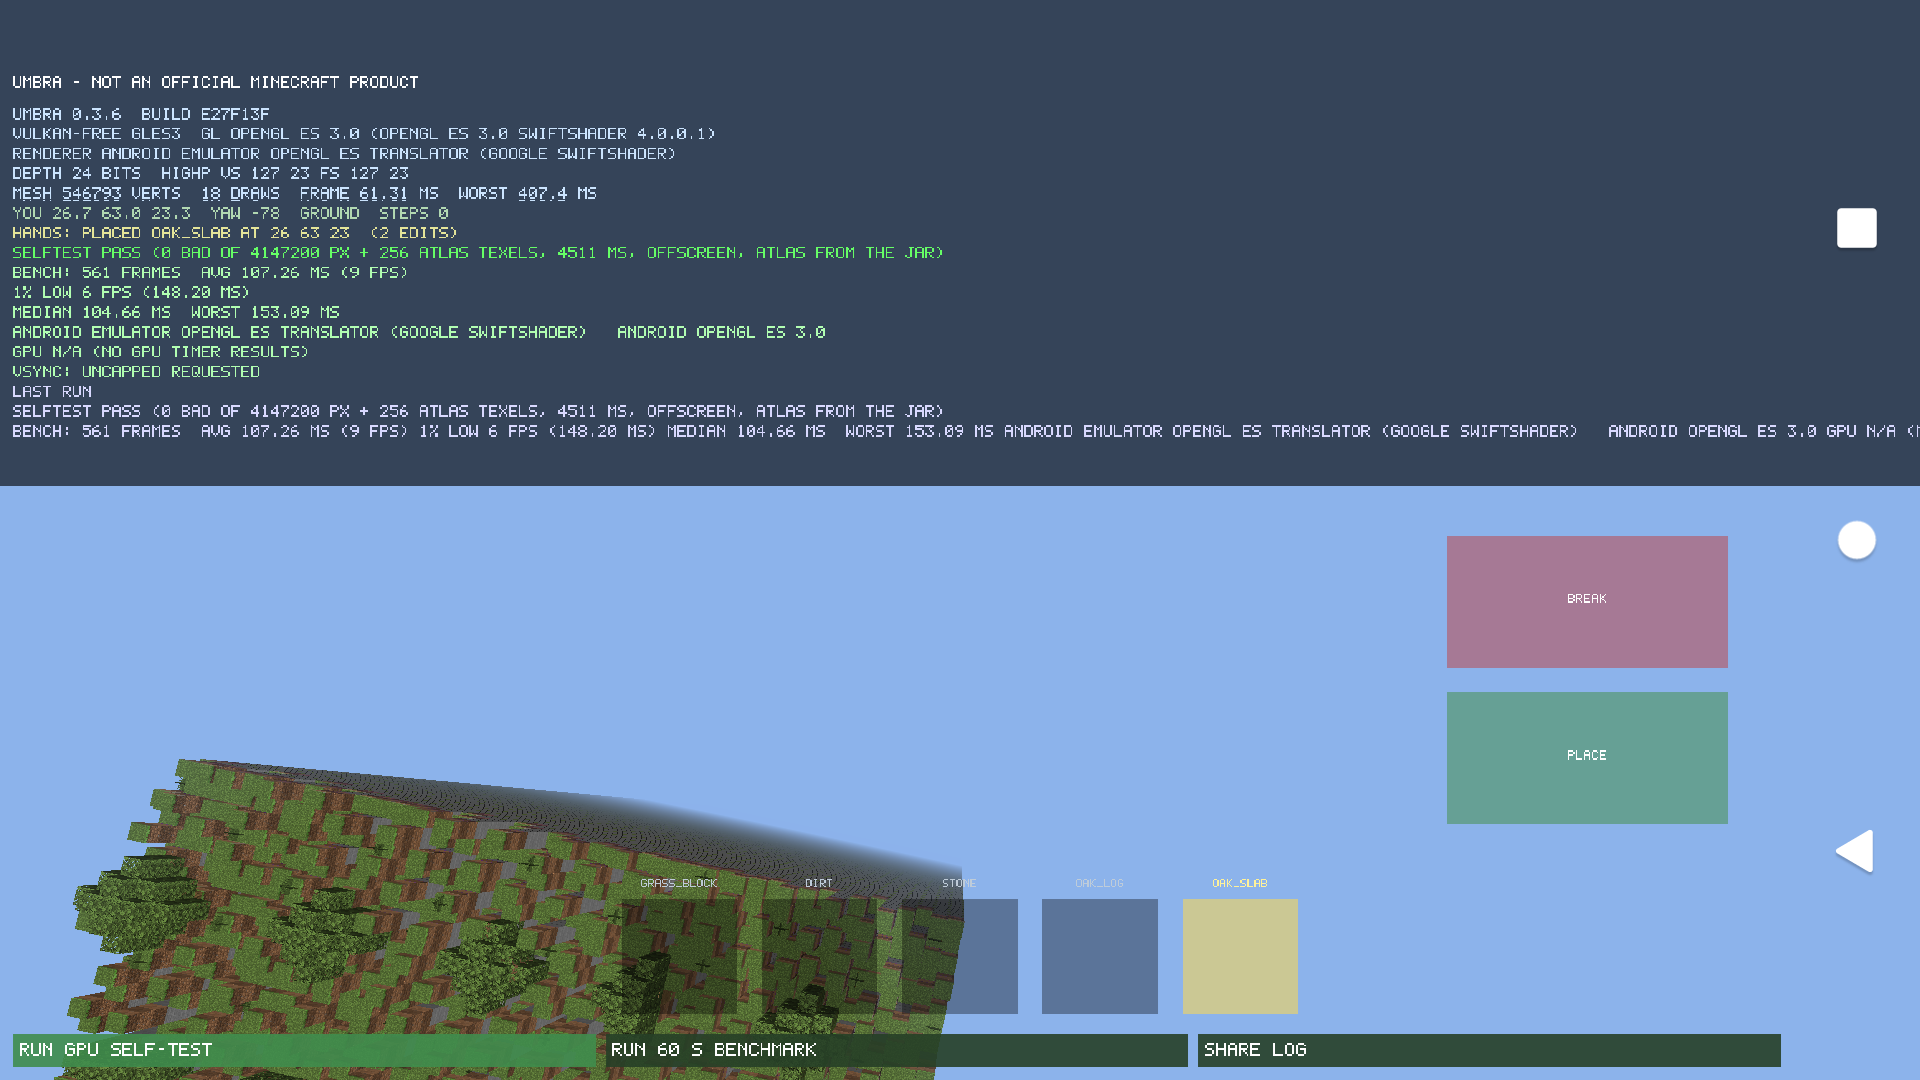 UMBRA - NOT AN OFFICIAL MINECRAFT PRODUCT
UMBRA 0.3.6  BUILD E27F13F
VULKAN-FREE GLES3  GL OPENGL ES 3.0 (OPENGL ES 3.0 SWIFTSHADER 4.0.0.1)
RENDERER ANDROID EMULATOR OPENGL ES TRANSLATOR (GOOGLE SWIFTSHADER)
DEPTH 24 BITS  HIGHP VS 127 23 FS 127 23
MESH 546793 VERTS  18 DRAWS  FRAME 61.31 MS  WORST 407.4 MS
YOU 26.7 63.0 23.3  YAW -78  GROUND  STEPS 0
HANDS: PLACED OAK_SLAB AT 26 63 23  (2 EDITS)
SELFTEST PASS (0 BAD OF 4147200 PX + 256 ATLAS TEXELS, 4511 MS, OFFSCREEN, ATLAS FROM THE JAR)
BENCH: 561 FRAMES  AVG 107.26 MS (9 FPS)
1% LOW 6 FPS (148.20 MS)
MEDIAN 104.66 MS  WORST 153.09 MS
ANDROID EMULATOR OPENGL ES TRANSLATOR (GOOGLE SWIFTSHADER)   ANDROID OPENGL ES 3.0
GPU N/A (NO GPU TIMER RESULTS)
VSYNC: UNCAPPED REQUESTED
LAST RUN
SELFTEST PASS (0 BAD OF 4147200 PX + 256 ATLAS TEXELS, 4511 MS, OFFSCREEN, ATLAS FROM THE JAR)
BENCH: 561 FRAMES  AVG 107.26 MS (9 FPS) 1% LOW 6 FPS (148.20 MS) MEDIAN 104.66 MS  WORST 153.09 MS ANDROID EMULATOR OPENGL ES TRANSLATOR (GOOGLE SWIFTSHADER)   ANDROID OPENGL ES 3.0 GPU N/A (
BREAK
PLACE
GRASS_BLOCK DIRT STONE OAK_LOG OAK_SLAB
RUN GPU SELF-TEST RUN 60 S BENCHMARK SHARE LOG